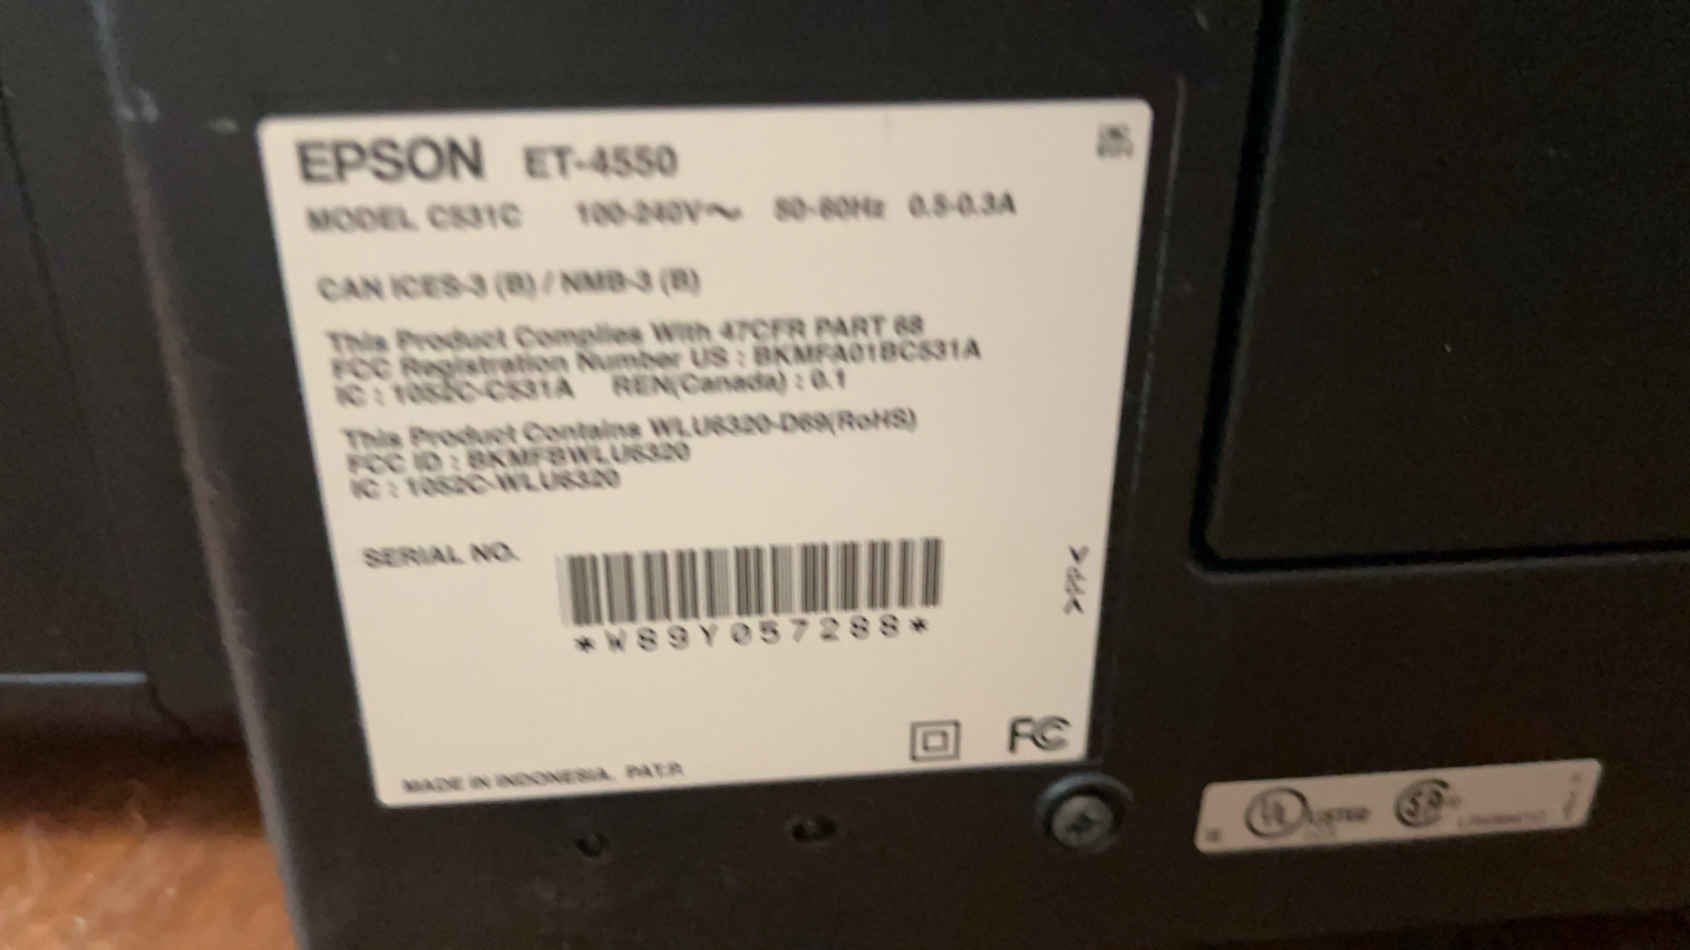 EPSON ET-4550
MODEL C531C 100-240V~ 50-60Hz 0.5-0.3A
CAN ICES-3 (B) / NMB-3 (B)
This Product Complies With 47CFR PART 68
FCC Registration Number US : BKMFA01BC531A
IC : 1052C-C531A REN(Canada) : 0.1
This Product Contains WLU6320-D69(RoHS)
FCC ID : BKMFBWLU6320
IC : 1052C-WLU6320
SERIAL NO.
*W89Y057288*
FC
MADE IN INDONESIA. PAT.P.
UL LISTED